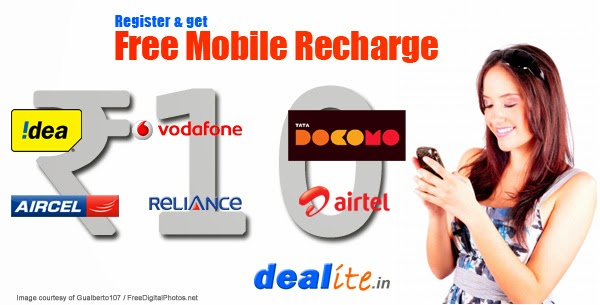 Register & get
Free Mobile Recharge
₹10
!dea
vodafone
TATA
DOCOMO
AIRCEL
RELIANCE
airtel
dealite.in
Image courtesy of Gualberto107 / FreeDigitalPhotos.net